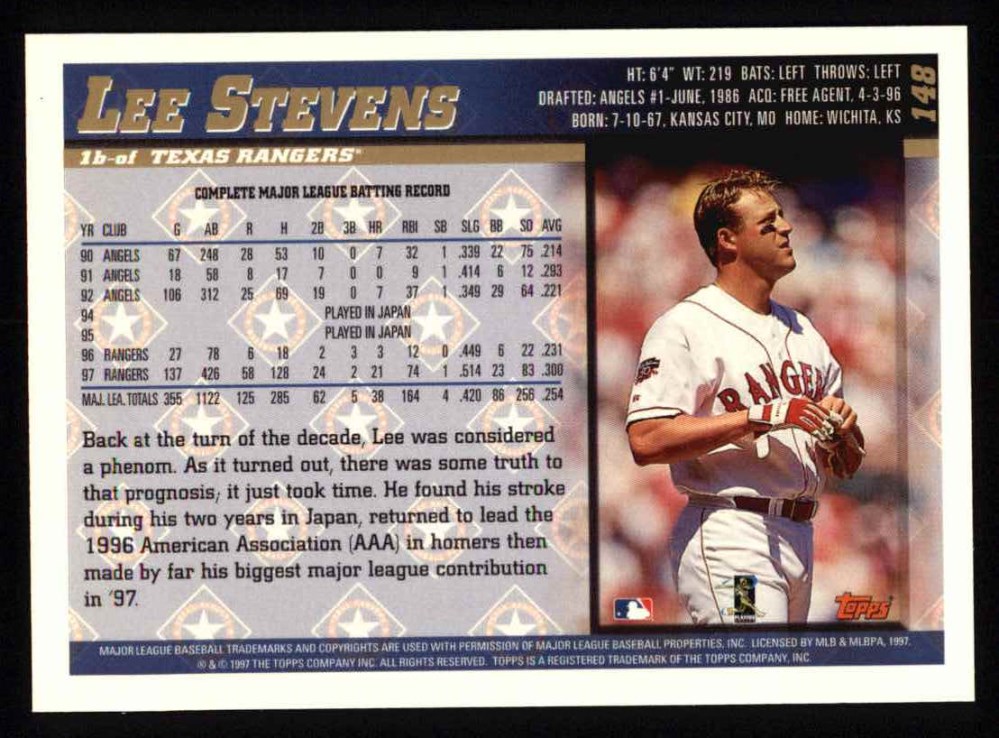 LEE STEVENS
HT: 6'4" WT: 219 BATS: LEFT THROWS: LEFT
DRAFTED: ANGELS #1-JUNE, 1986 ACQ: FREE AGENT, 4-3-96
BORN: 7-10-67, KANSAS CITY, MO HOME: WICHITA, KS
148
1b-of TEXAS RANGERS
COMPLETE MAJOR LEAGUE BATTING RECORD
YR CLUB G AB R H 2B 3B HR RBI SB SLG BB SO AVG
90 ANGELS 67 248 28 53 10 0 7 32 1 .339 22 75 .214
91 ANGELS 18 58 8 17 7 0 0 9 1 .414 6 12 .293
92 ANGELS 106 312 25 69 19 0 7 37 1 .349 29 64 .221
94 PLAYED IN JAPAN
95 PLAYED IN JAPAN
96 RANGERS 27 78 6 18 2 3 3 12 0 .449 6 22 .231
97 RANGERS 137 426 58 128 24 2 21 74 1 .514 23 83 .300
MAJ. LEA. TOTALS 355 1122 125 285 62 5 38 164 4 .420 86 256 .254
Back at the turn of the decade, Lee was considered
a phenom. As it turned out, there was some truth to
that prognosis; it just took time. He found his stroke
during his two years in Japan, returned to lead the
1996 American Association (AAA) in homers then
made by far his biggest major league contribution
in '97.
RANGER
Topps
MAJOR LEAGUE BASEBALL TRADEMARKS AND COPYRIGHTS ARE USED WITH PERMISSION OF MAJOR LEAGUE BASEBALL PROPERTIES, INC. LICENSED BY MLB & MLBPA, 1997.
® & © 1997 THE TOPPS COMPANY INC. ALL RIGHTS RESERVED. TOPPS IS A REGISTERED TRADEMARK OF THE TOPPS COMPANY, INC.